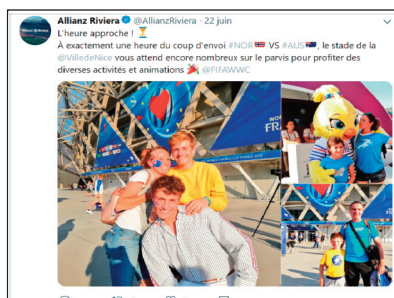 Allianz Riviera @AllianzRiviera · 22 juin
L'heure approche !
À exactement une heure du coup d'envoi #NOR VS #AUS, le stade de la
@VilledeNice vous attend encore nombreux sur le parvis pour profiter des
diverses activités et animations @FIFAWWC